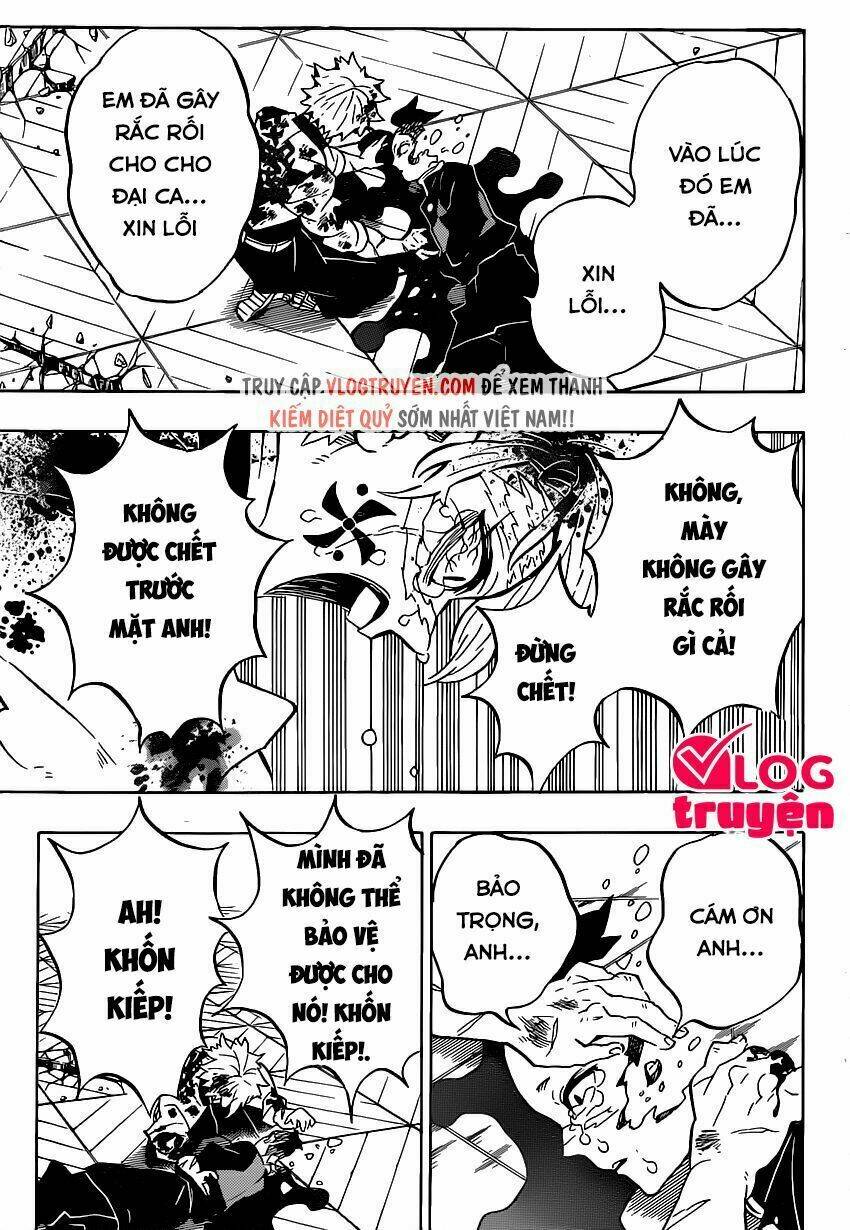 VÀO LÚC
ĐÓ EM
ĐÃ...
XIN
LỖI...
EM ĐÃ GÂY
RẮC RỐI
CHO CHO
ĐẠI CA...
XIN LỖI
TRUY CẬP VLOGTRUYEN.COM ĐỂ XEM THANH
KIẾM DIỆT QUỶ SỚM NHẤT VIỆT NAM!!
KHÔNG,
MÀY
KHÔNG GÂY
RẮC RỐI
GÌ CẢ!
ĐỪNG
CHẾT!
KHÔNG
ĐƯỢC CHẾT
TRƯỚC
MẶT ANH!
VLOG
truyện
CÁM ƠN
ANH...
BẢO
TRỌNG,
ANH...
MÌNH ĐÃ
KHÔNG THỂ
BẢO VỆ
ĐƯỢC CHO
NÓ! KHỐN
KIẾP!.
AH!
KHỐN
KIẾP!